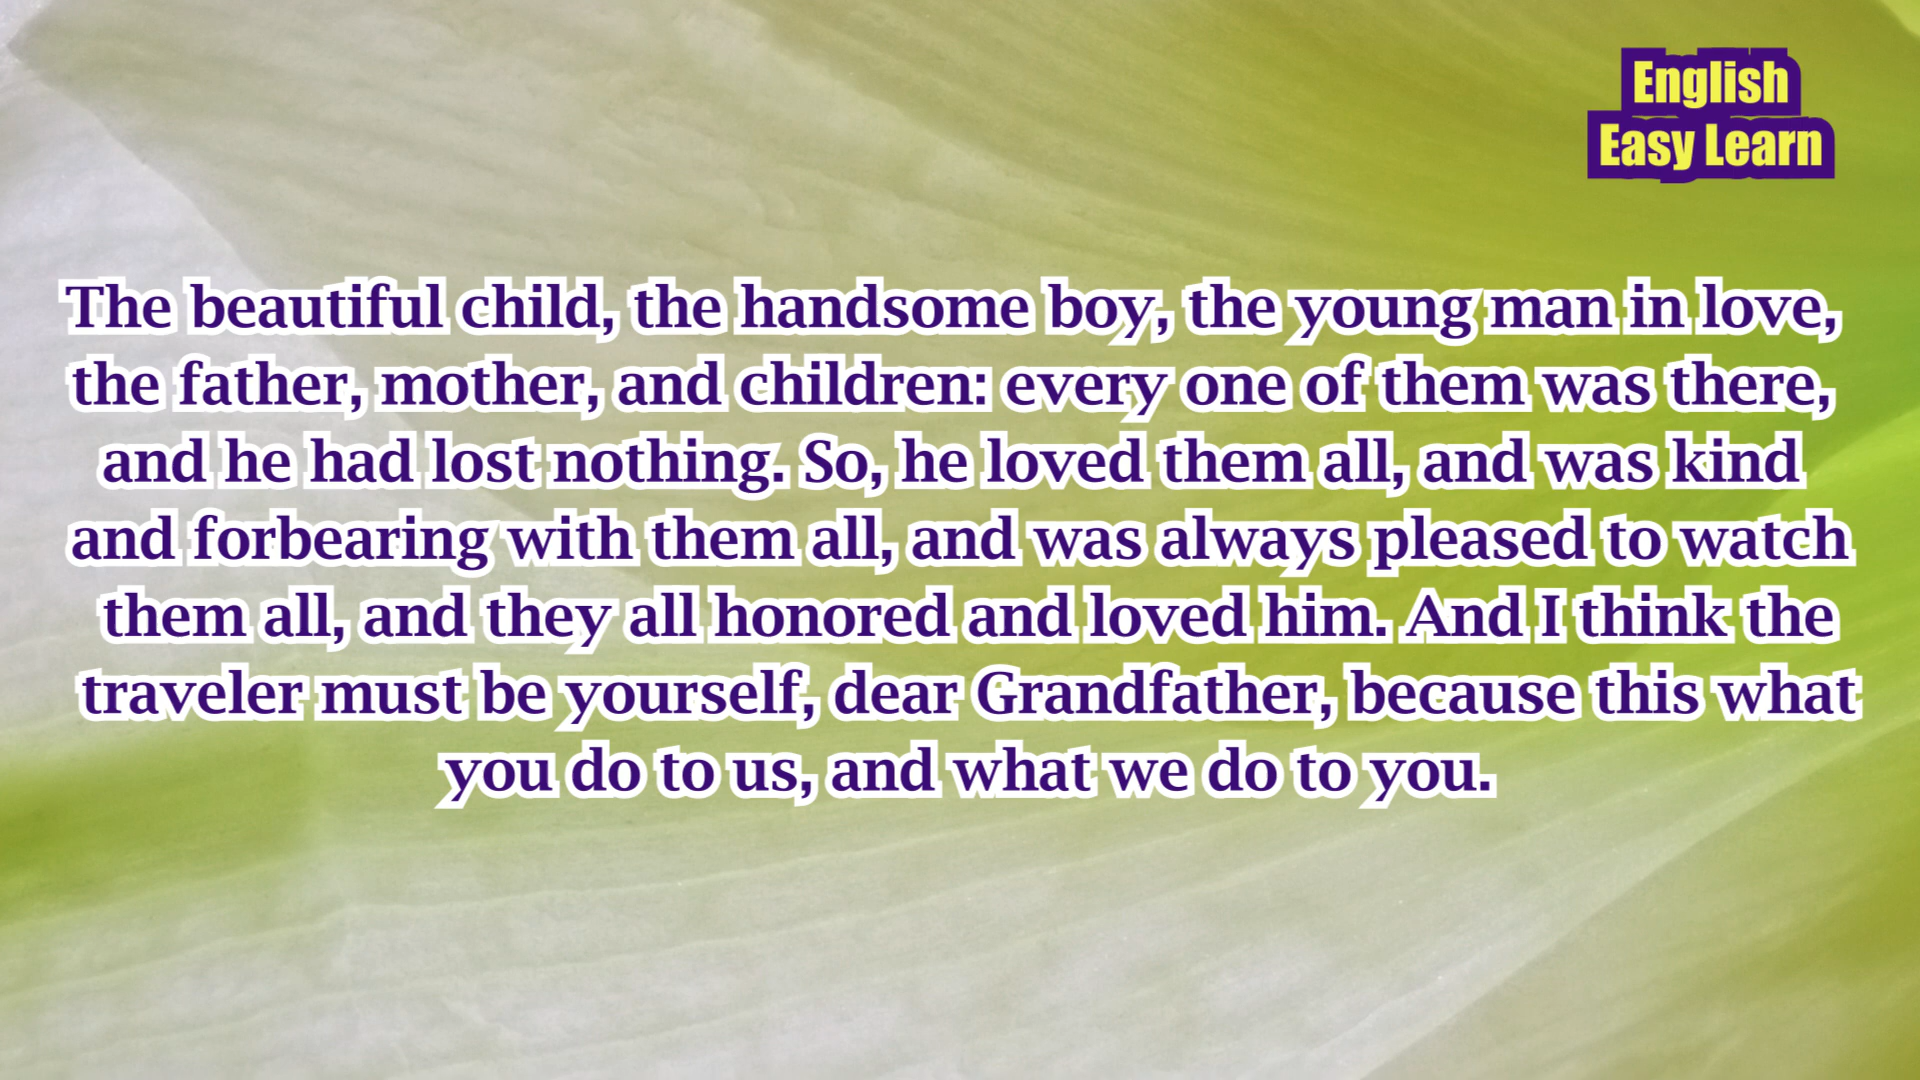 English
Easy Learn
The beautiful child, the handsome boy, the young man in love,
the father, mother, and children: every one of them was there,
and he had lost nothing. So, he loved them all, and was kind
and forbearing with them all, and was always pleased to watch
them all, and they all honored and loved him. And I think the
traveler must be yourself, dear Grandfather, because this what
you do to us, and what we do to you.